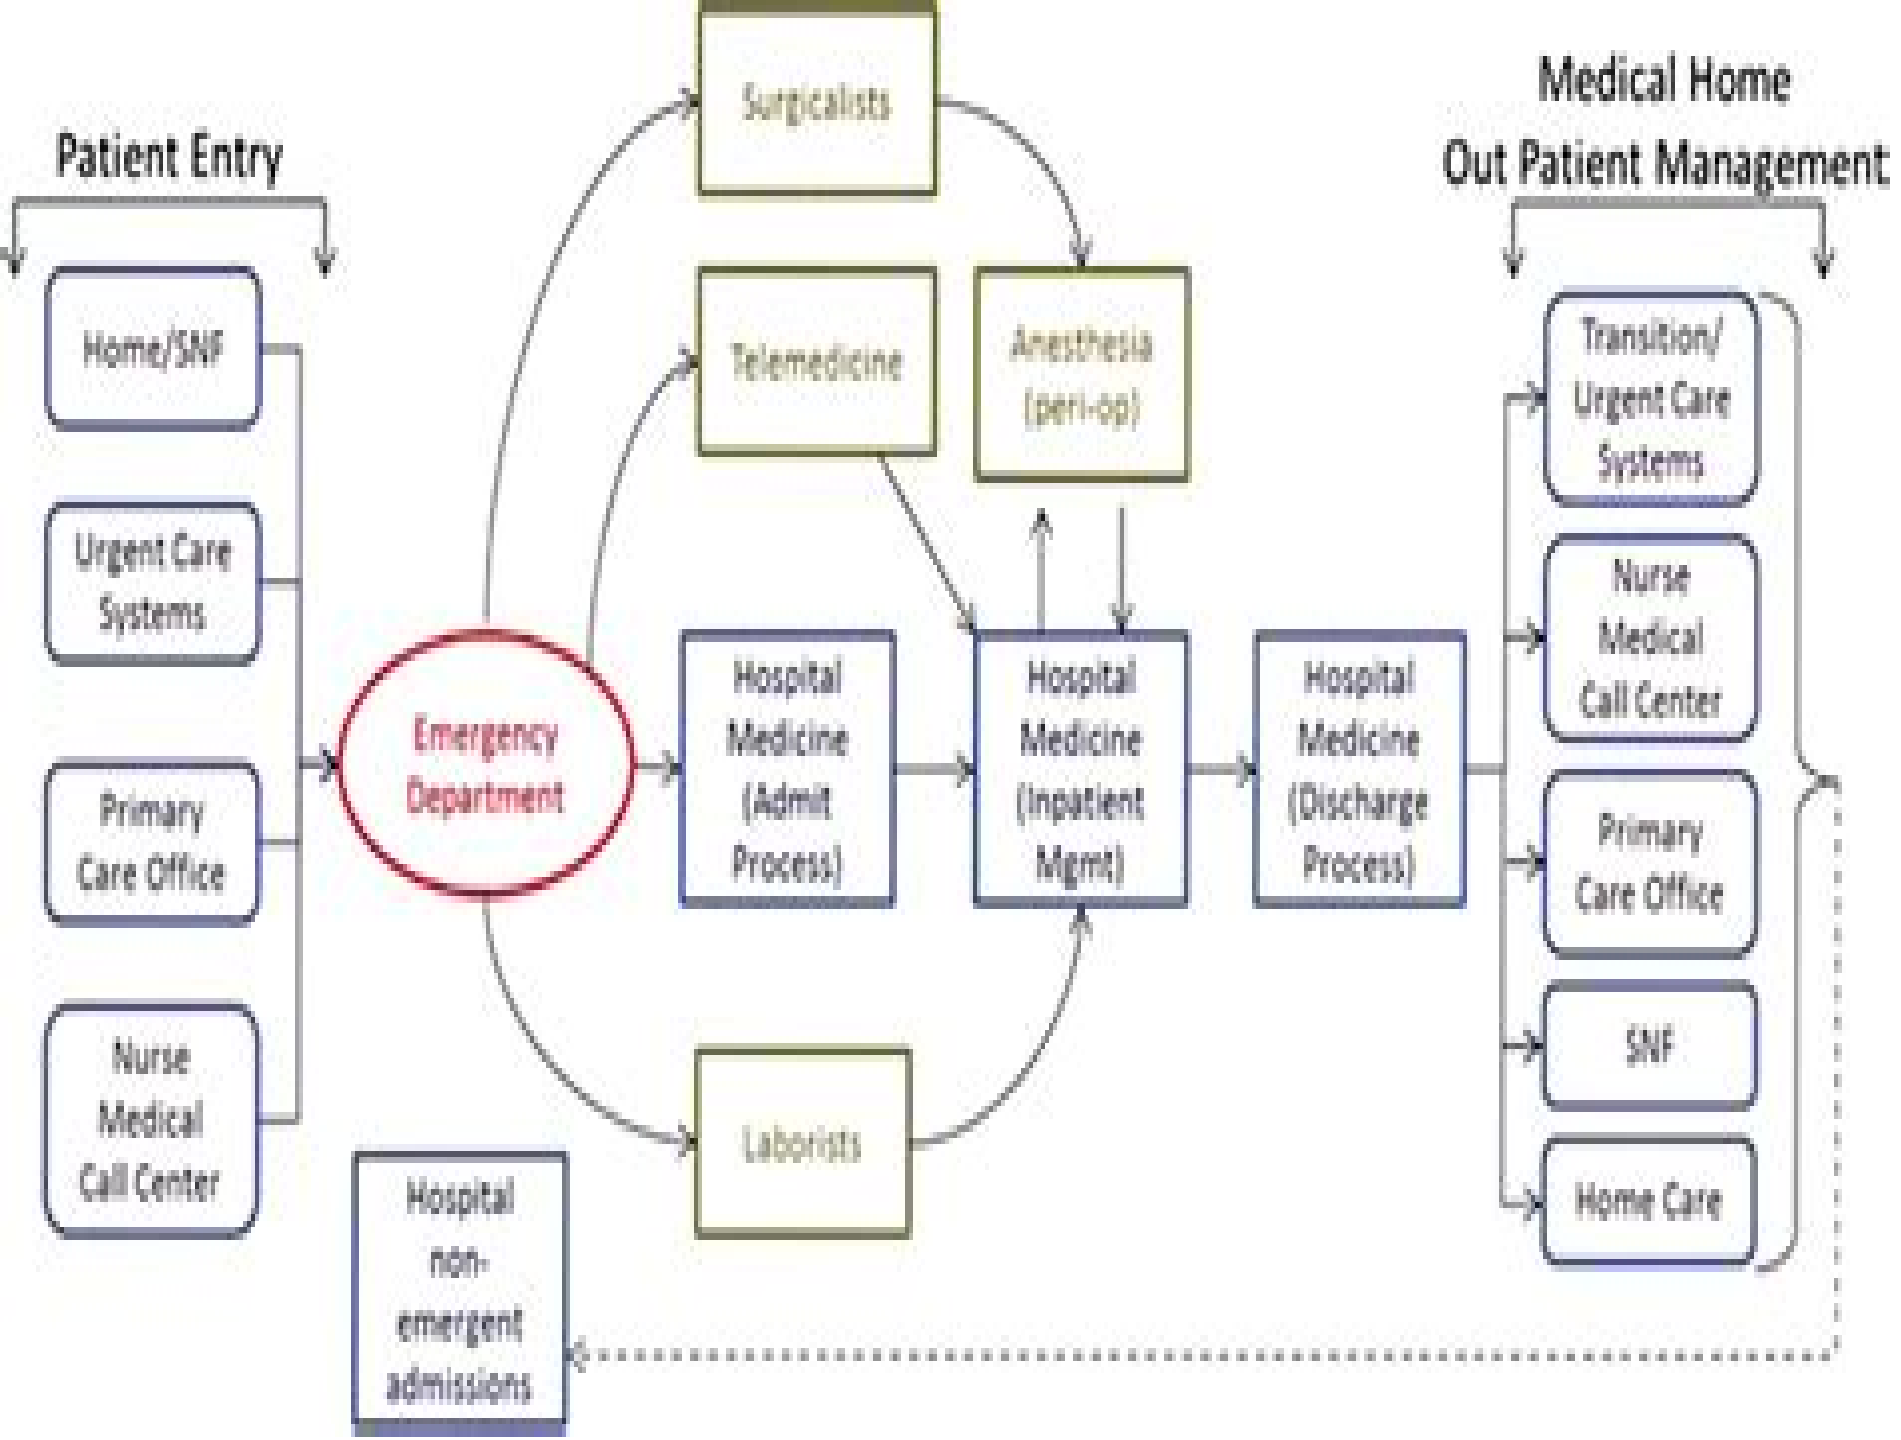 Patient Entry
Home/SNF
Urgent Care
Systems
Primary
Care Office
Nurse
Medical
Call Center
Emergency
Department
Surgicalists
Telemedicine
Anesthesia
(peri-op)
Hospital
Medicine
(Admit
Process)
Hospital
Medicine
(Inpatient
Mgmt)
Hospital
Medicine
(Discharge
Process)
Laborists
Hospital
non-
emergent
admissions
Medical Home
Out Patient Management
Transition/
Urgent Care
Systems
Nurse
Medical
Call Center
Primary
Care Office
SNF
Home Care